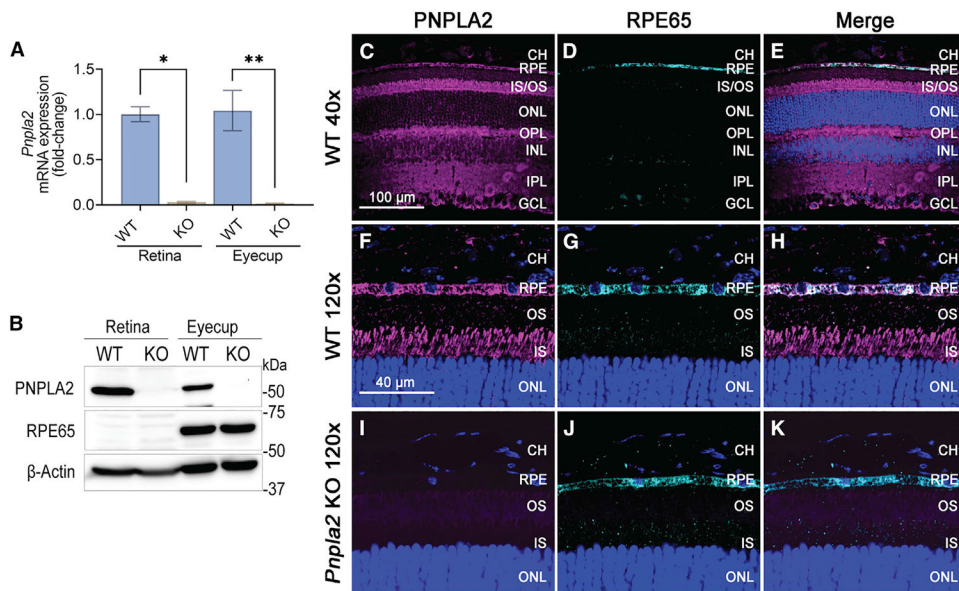 A
Pnpla2
mRNA expression
(fold-change)
1.5
1.0
0.5
0.0
*
**
WT
KO
WT
KO
Retina
Eyecup
B
Retina
Eyecup
WT
KO
WT
KO
kDa
PNPLA2
-50
-75
RPE65
-50
β-Actin
-37
PNPLA2
RPE65
Merge
WT 40x
C
CH
RPE
IS/OS
ONL
OPL
INL
IPL
GCL
100 μm
D
CH
RPE
IS/OS
ONL
OPL
INL
IPL
GCL
E
CH
RPE
IS/OS
ONL
OPL
INL
IPL
GCL
WT 120x
F
CH
RPE
OS
IS
ONL
40 μm
G
CH
RPE
OS
IS
ONL
H
CH
RPE
OS
IS
ONL
Pnpla2 KO 120x
I
CH
RPE
OS
IS
ONL
J
CH
RPE
OS
IS
ONL
K
CH
RPE
OS
IS
ONL